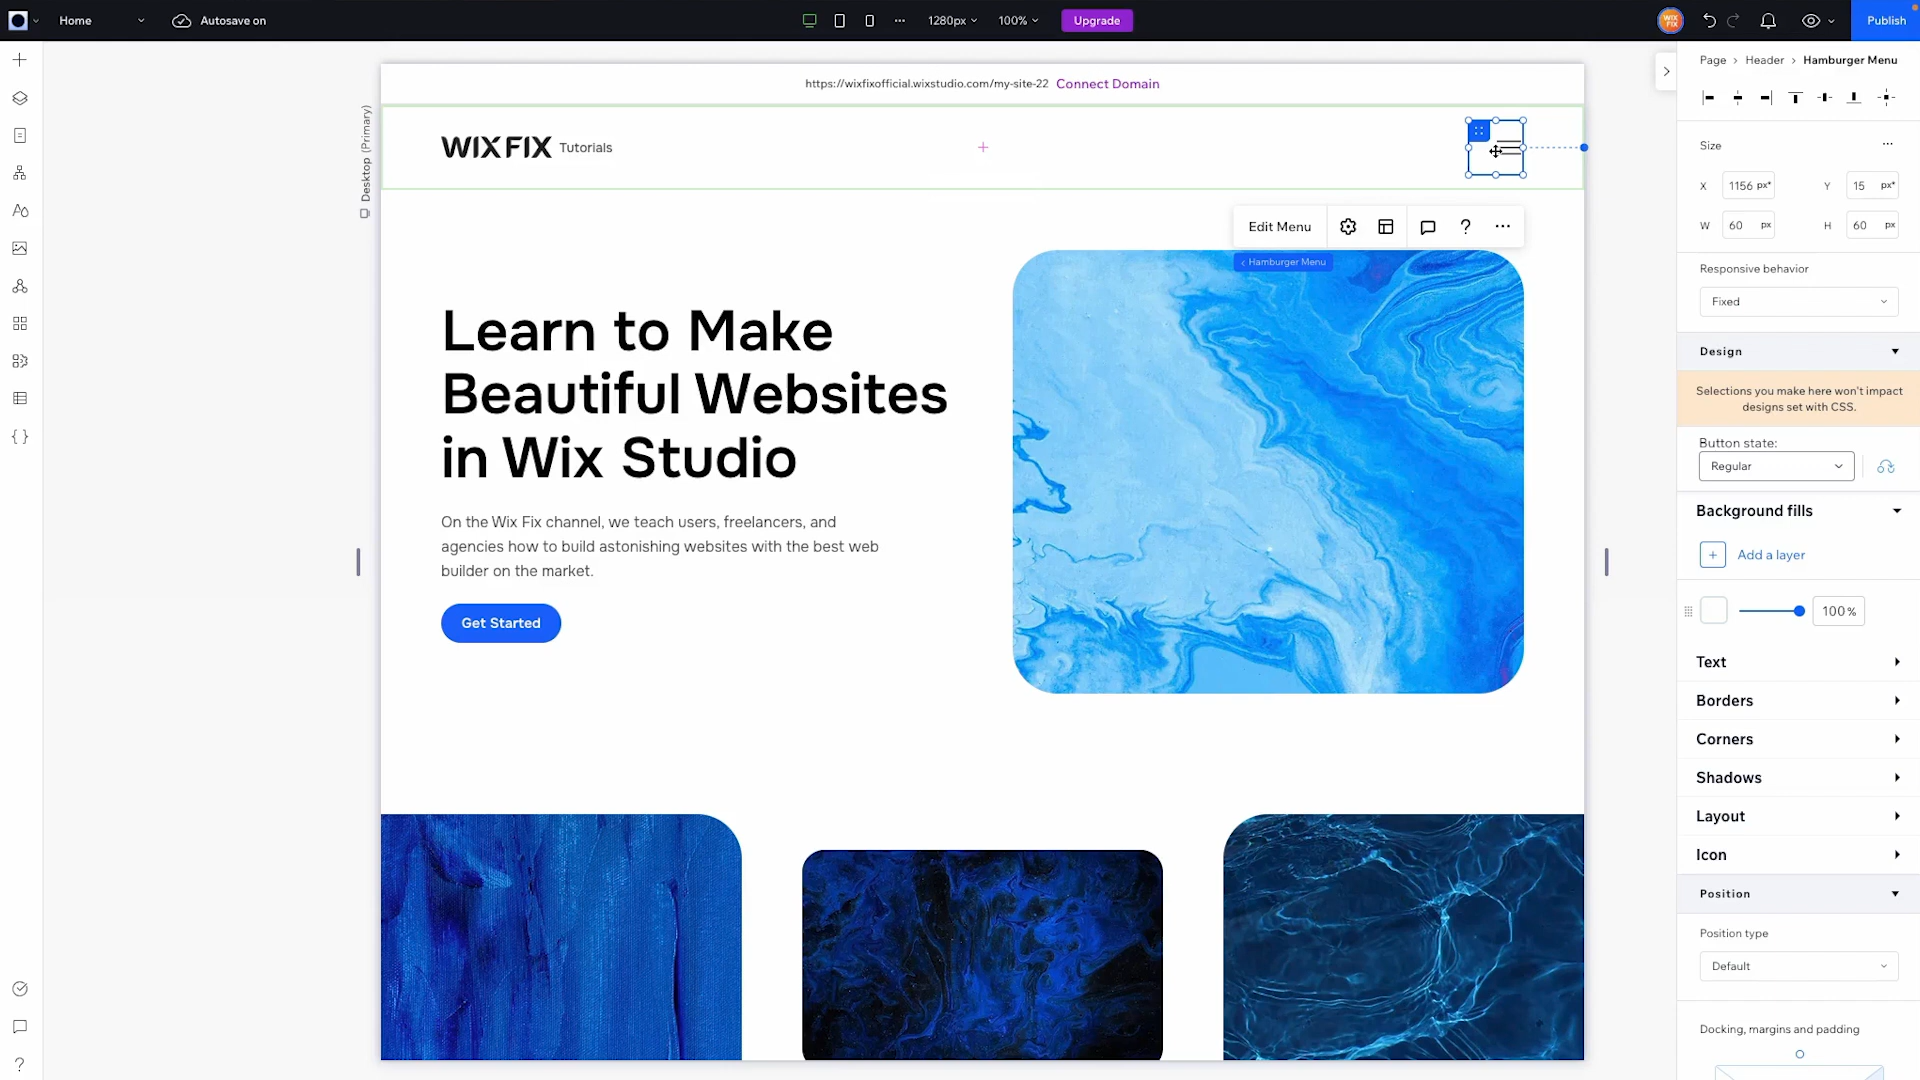 Home
Autosave on
1280px
100%
Upgrade
WIX FIX
Publish
https://wixfixofficial.wixstudio.com/my-site-22 Connect Domain
Desktop (Primary)
WIXFIX Tutorials
Edit Menu
?
Hamburger Menu
Learn to Make
Beautiful Websites
in Wix Studio
On the Wix Fix channel, we teach users, freelancers, and
agencies how to build astonishing websites with the best web
builder on the market.
Get Started
Page > Header > Hamburger Menu
Size
X 1156 px* Y 15 px*
W 60 px H 60 px
Responsive behavior
Fixed
Design
Selections you make here won't impact
designs set with CSS.
Button state:
Regular
Background fills
+ Add a layer
100%
Text
Borders
Corners
Shadows
Layout
Icon
Position
Position type
Default
Docking, margins and padding